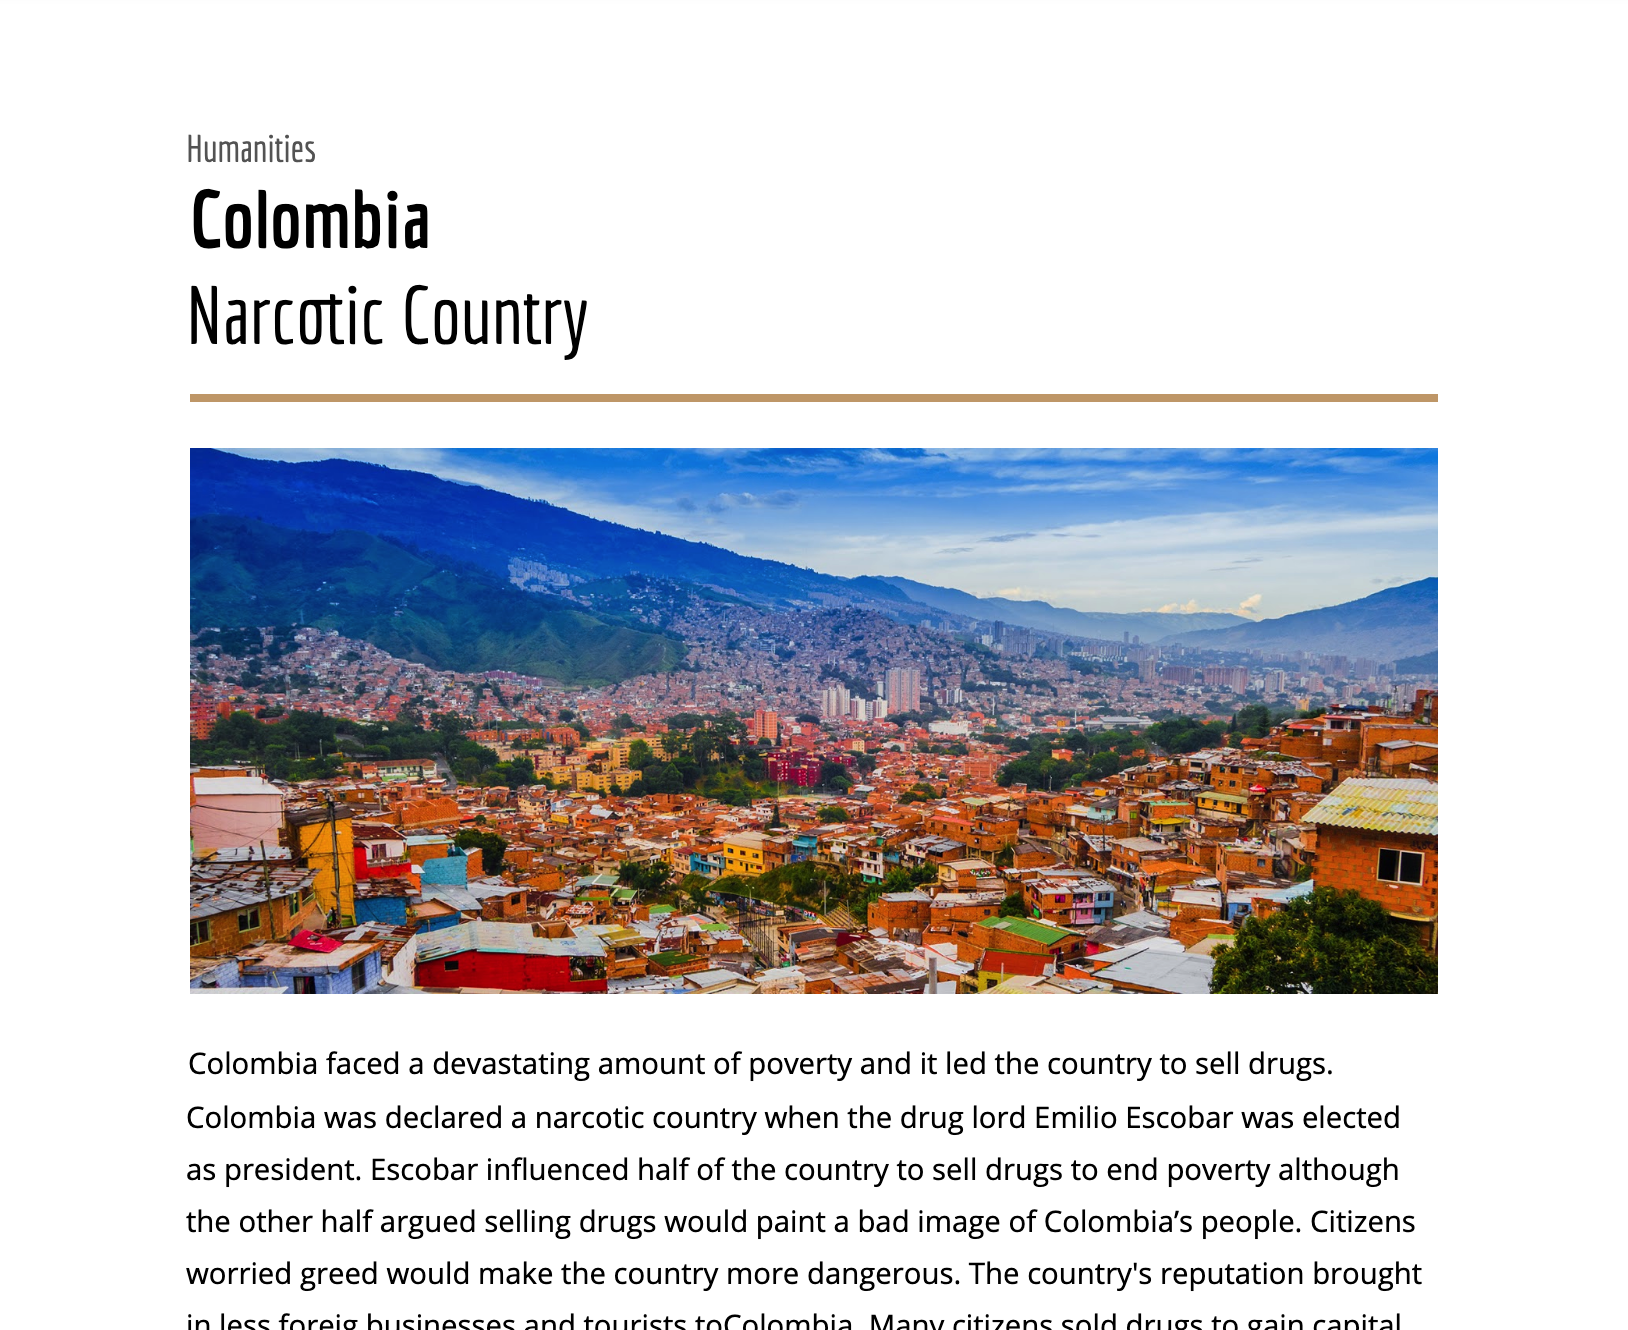 Humanities
Colombia
Narcotic Country
Colombia faced a devastating amount of poverty and it led the country to sell drugs.
Colombia was declared a narcotic country when the drug lord Emilio Escobar was elected
as president. Escobar influenced half of the country to sell drugs to end poverty although
the other half argued selling drugs would paint a bad image of Colombia’s people. Citizens
worried greed would make the country more dangerous. The country's reputation brought
in less foreig businesses and tourists toColombia. Many citizens sold drugs to gain capital